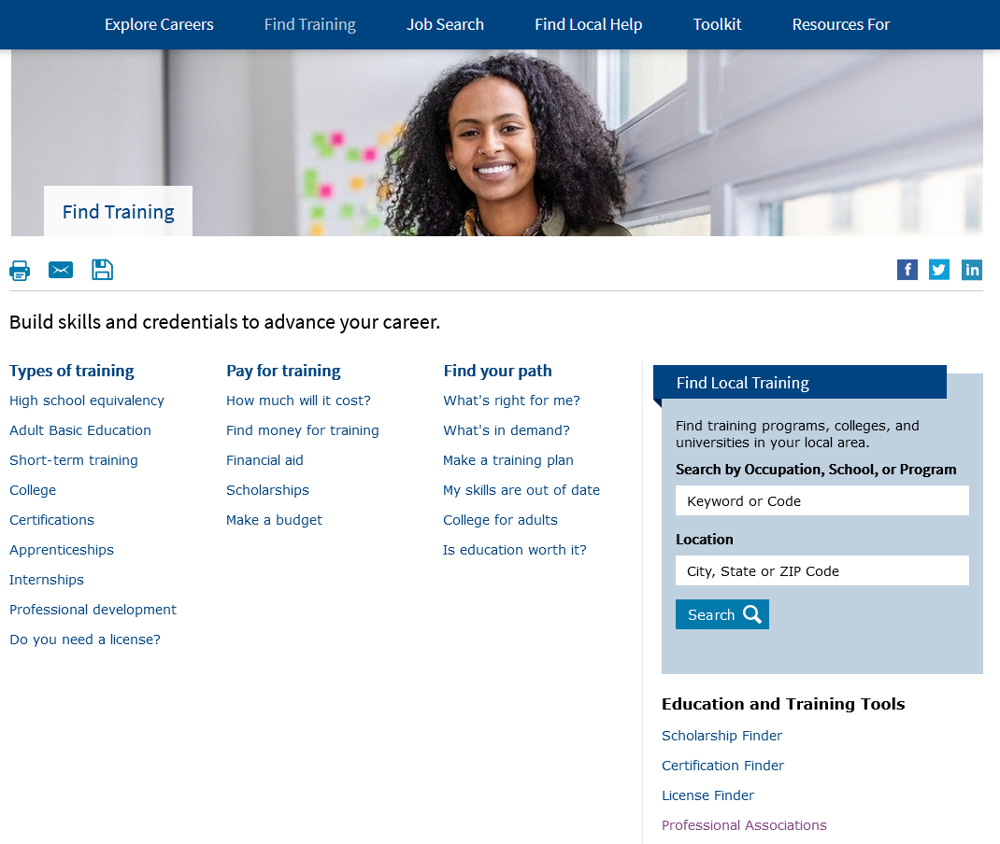 Explore Careers
Find Training
Job Search
Find Local Help
Toolkit
Resources For
Find Training
f
in
Build skills and credentials to advance your career.
Types of training
High school equivalency
Adult Basic Education
Short-term training
College
Certifications
Apprenticeships
Internships
Professional development
Do you need a license?
Pay for training
How much will it cost?
Find money for training
Financial aid
Scholarships
Make a budget
Find your path
What's right for me?
What's in demand?
Make a training plan
My skills are out of date
College for adults
Is education worth it?
Find Local Training
Find training programs, colleges, and
universities in your local area.
Search by Occupation, School, or Program
Keyword or Code
Location
City, State or ZIP Code
Search
Education and Training Tools
Scholarship Finder
Certification Finder
License Finder
Professional Associations